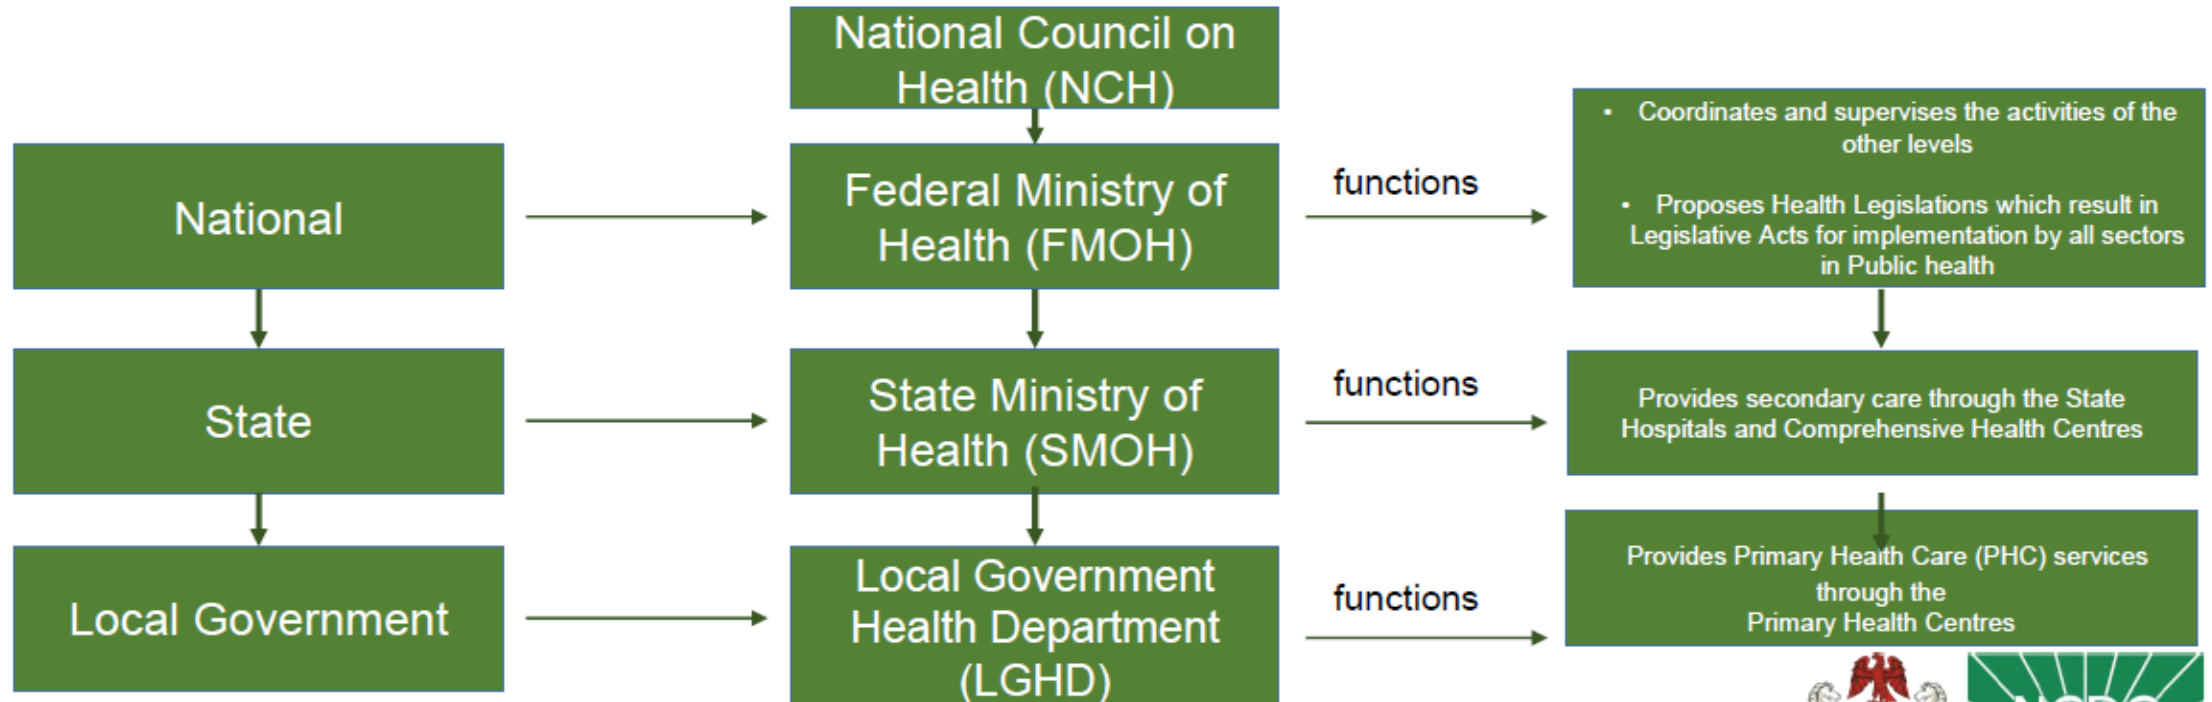 National Council on
Health (NCH)
National
Federal Ministry of
Health (FMOH)
functions
• Coordinates and supervises the activities of the
other levels
• Proposes Health Legislations which result in
Legislative Acts for implementation by all sectors
in Public health
State
State Ministry of
Health (SMOH)
functions
Provides secondary care through the State
Hospitals and Comprehensive Health Centres
Local Government
Local Government
Health Department
(LGHD)
functions
Provides Primary Health Care (PHC) services
through the
Primary Health Centres
NCDC